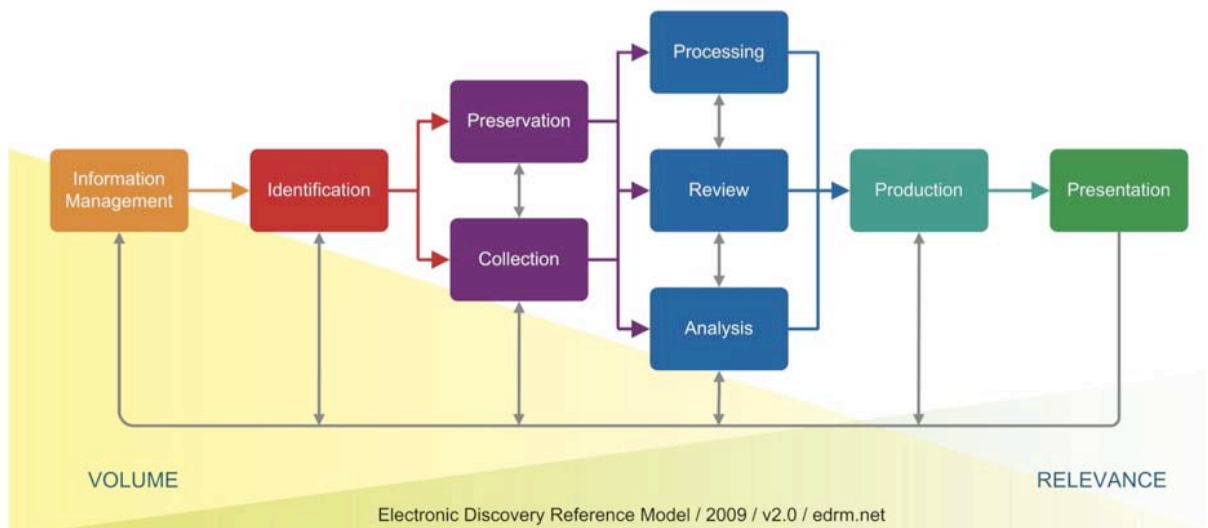 Processing
Preservation
Information
Management
Identification
Review
Production
Presentation
Collection
Analysis
VOLUME
RELEVANCE
Electronic Discovery Reference Model / 2009 / v2.0 / edrm.net